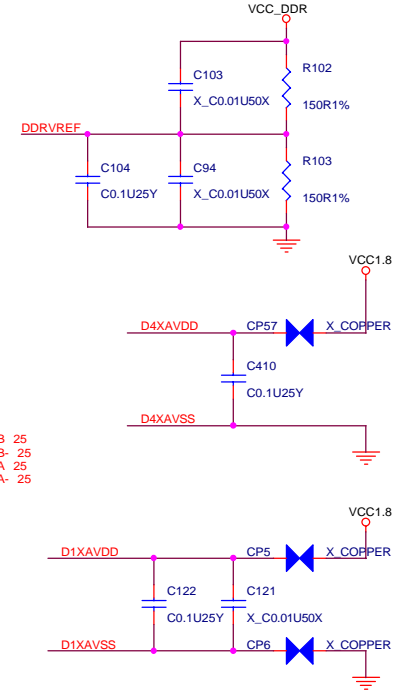 VCC_DDR
C103
R102
X_C0.01U50X
150R1%
DDRVREF
C104
C94
R103
C0.1U25Y
X_C0.01U50X
150R1%
VCC1.8
D4XAVDD
CP57
X_COPPER
C410
C0.1U25Y
D4XAVSS
B 25
B- 25
A 25
A- 25
VCC1.8
D1XAVDD
CP5
X_COPPER
C122
C121
C0.1U25Y
X_C0.01U50X
D1XAVSS
CP6
X_COPPER